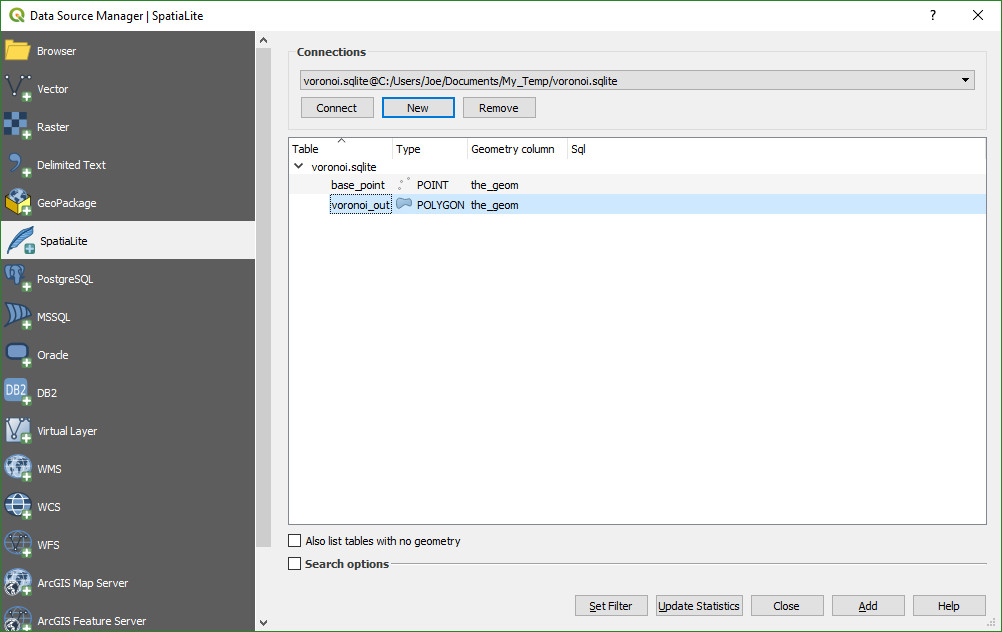 Data Source Manager | SpatiaLite
?
Browser
Vector
Raster
Delimited Text
GeoPackage
SpatiaLite
PostgreSQL
MSSQL
Oracle
DB2
DB2
Virtual Layer
WMS
WCS
WFS
ArcGIS Map Server
ArcGIS Feature Server
Connections
voronoi.sqlite@C:/Users/Joe/Documents/My_Temp/voronoi.sqlite
Connect New Remove
Table Type Geometry column Sql
voronoi.sqlite
base_point POINT the_geom
voronoi_out POLYGON the_geom
Also list tables with no geometry
Search options
Set Filter Update Statistics Close Add Help